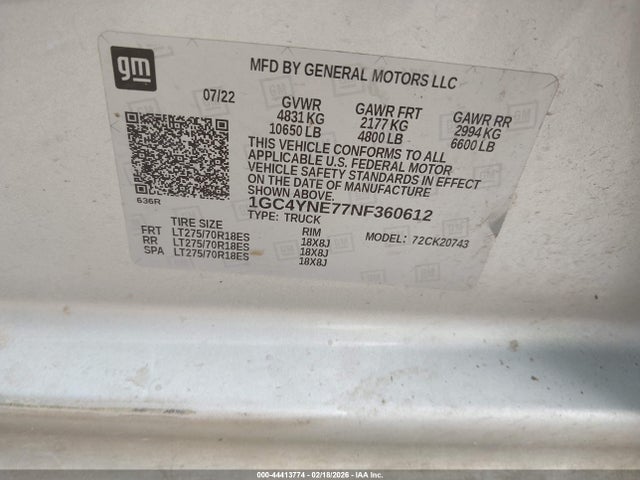 gm
MFD BY GENERAL MOTORS LLC
07/22 GVWR GAWR FRT GAWR RR
4831 KG 2177 KG 2994 KG
10650 LB 4800 LB 6600 LB
THIS VEHICLE CONFORMS TO ALL
APPLICABLE U.S. FEDERAL MOTOR
VEHICLE SAFETY STANDARDS IN EFFECT
ON THE DATE OF MANUFACTURE
SHOWN ABOVE.
636R
1GC4YNE77NF360612
TYPE: TRUCK
TIRE SIZE RIM MODEL: 72CK20743
FRT LT275/70R18ES 18X8J
RR LT275/70R18ES 18X8J
SPA LT275/70R18ES 18X8J
000-44413774 - 02/18/2026 - IAAI.COM